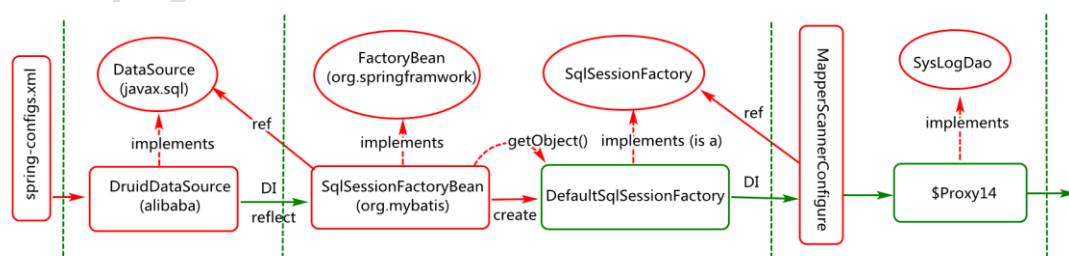 spring-configs.xml
DataSource
(javax.sql)
implements
DruidDataSource
(alibaba)
ref
DI
reflect
FactoryBean
(org.springframwork)
implements
SqlSessionFactoryBean
(org.mybatis)
getObject()
create
SqlSessionFactory
implements (is a)
DefaultSqlSessionFactory
ref
DI
MapperScannerConfigure
SysLogDao
implements
$Proxy14